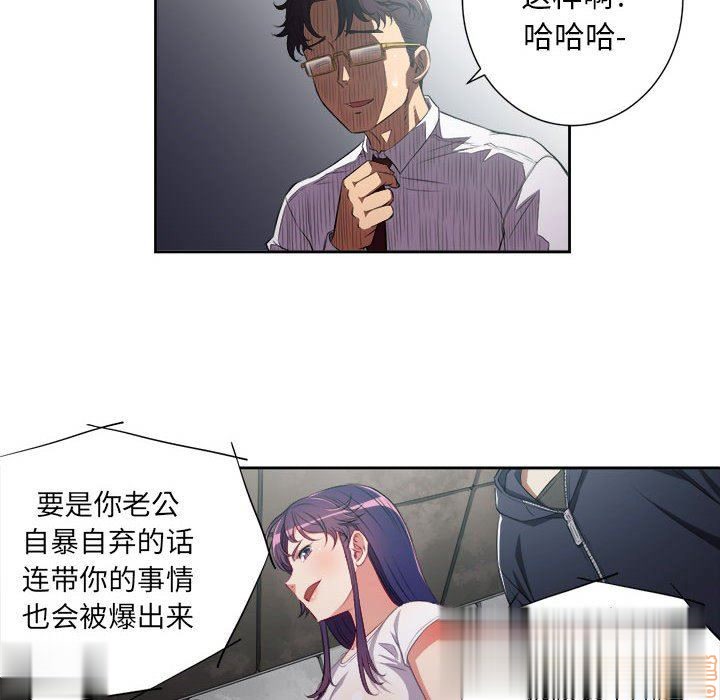 哈哈哈-
要是你老公
自暴自弃的话
连带你的事情
也会被爆出来